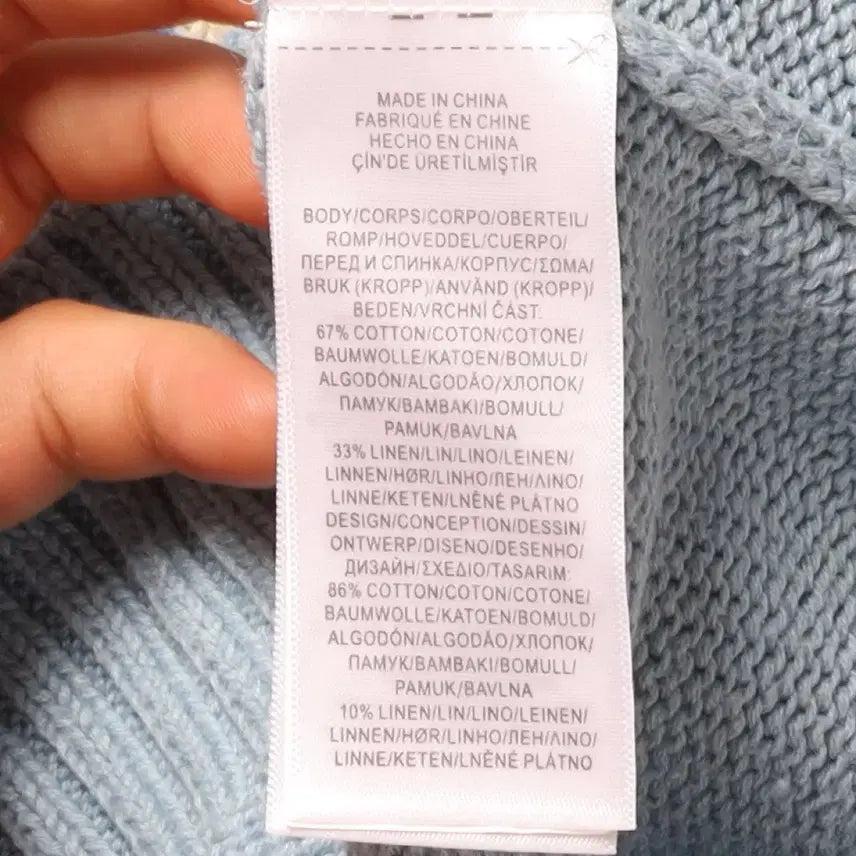 MADE IN CHINA
FABRIQUÉ EN CHINE
HECHO EN CHINA
ÇİN'DE ÜRETİLMİŞTİR
BODY/CORPS/CORPO/OBERTEIL/
ROMP/HOVEDDEL/CUERPO/
ПЕРЕД И СПИНКА/КОРПУС/ΣΩΜΑ/
BRUK (KROPP)/ANVÄND (KROPP)/
BEDEN/VRCHNÍ ČÁST:
67% COTTON/COTON/COTONE/
BAUMWOLLE/KATOEN/BOMULD/
ALGODÓN/ALGODÃO/ХЛОПОК/
ПАМУК/ΒΑΜΒΑΚΙ/BOMULL/
PAMUK/BAVLNA
33% LINEN/LIN/LINO/LEINEN/
LINNEN/HØR/LINHO/ЛЕН/ΛΙΝΟ/
LINNE/KETEN/LNĚNÉ PLÁTNO
DESIGN/CONCEPTION/DESSIN/
ONTWERP/DISENO/DESENHO/
ДИЗАЙН/ΣΧΕΔΙΟ/TASARIM:
86% COTTON/COTON/COTONE/
BAUMWOLLE/KATOEN/BOMULD/
ALGODÓN/ALGODÃO/ХЛОПОК/
ПАМУК/ΒΑΜΒΑΚΙ/BOMULL/
PAMUK/BAVLNA
10% LINEN/LIN/LINO/LEINEN/
LINNEN/HØR/LINHO/ЛЕН/ΛΙΝΟ/
LINNE/KETEN/LNĚNÉ PLÁTNO